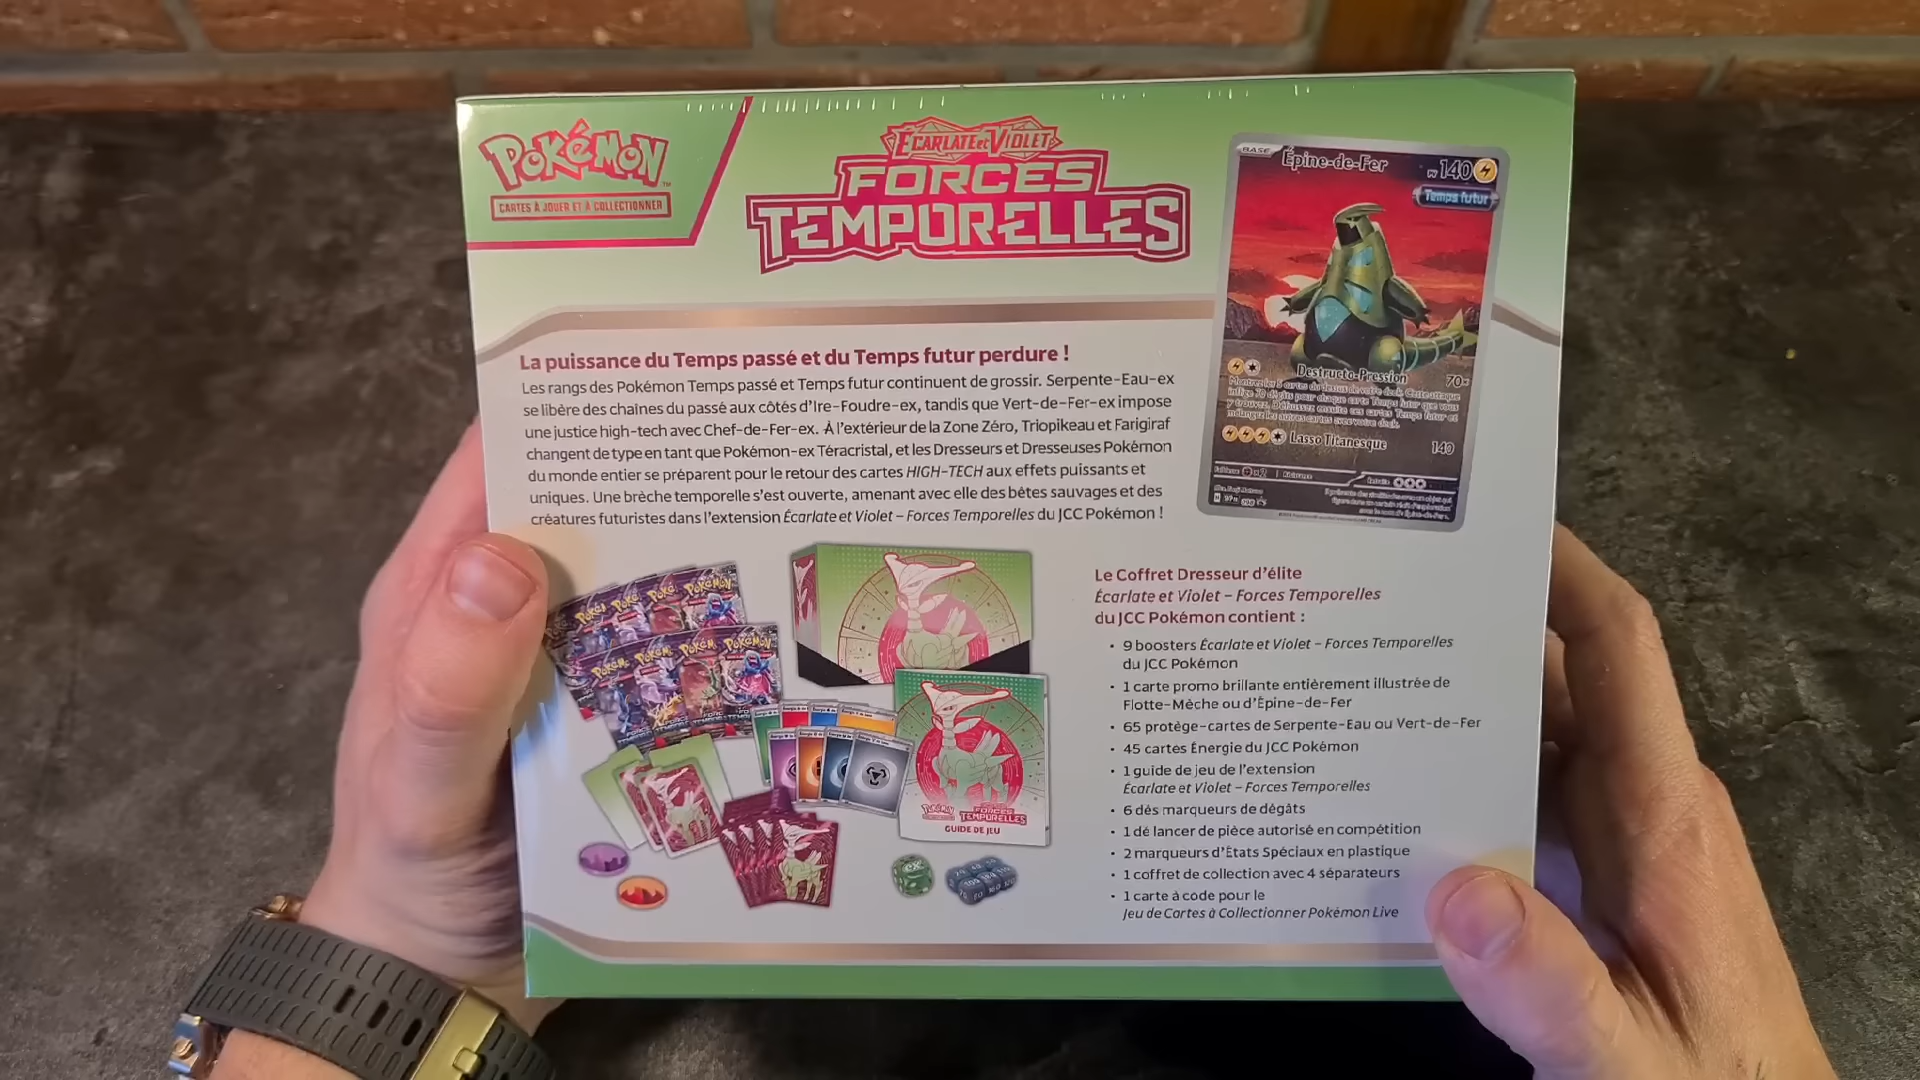 POKÉMON
CARTES À JOUER ET À COLLECTIONNER
ÉCARLATE et VIOLET
FORCES
TEMPORELLES
BASE Épine-de-Fer PV 140
Temps futur
Destructo-Pression 70
Lasso Titanesque 140
La puissance du Temps passé et du Temps futur perdure !
Les rangs des Pokémon Temps passé et Temps futur continuent de grossir. Serpente-Eau-ex
se libère des chaînes du passé aux côtés d'Ire-Foudre-ex, tandis que Vert-de-Fer-ex impose
une justice high-tech avec Chef-de-Fer-ex. À l'extérieur de la Zone Zéro, Triopikeau et Farigiraf
changent de type en tant que Pokémon-ex Téracristal, et les Dresseurs et Dresseuses Pokémon
du monde entier se préparent pour le retour des cartes HIGH-TECH aux effets puissants et
uniques. Une brèche temporelle s'est ouverte, amenant avec elle des bêtes sauvages et des
créatures futuristes dans l'extension Écarlate et Violet – Forces Temporelles du JCC Pokémon !
FORCES
TEMPORELLES
GUIDE DE JEU
Le Coffret Dresseur d'élite
Écarlate et Violet – Forces Temporelles
du JCC Pokémon contient :
• 9 boosters Écarlate et Violet – Forces Temporelles
du JCC Pokémon
• 1 carte promo brillante entièrement illustrée de
Flotte-Mèche ou d'Épine-de-Fer
• 65 protège-cartes de Serpente-Eau ou Vert-de-Fer
• 45 cartes Énergie du JCC Pokémon
• 1 guide de jeu de l'extension
Écarlate et Violet – Forces Temporelles
• 6 dés marqueurs de dégâts
• 1 dé lancer de pièce autorisé en compétition
• 2 marqueurs d'États Spéciaux en plastique
• 1 coffret de collection avec 4 séparateurs
• 1 carte à code pour le
Jeu de Cartes à Collectionner Pokémon Live